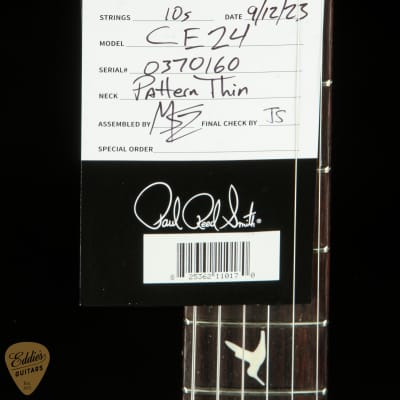 STRINGS 10s DATE 9/12/23
MODEL CE24
SERIAL# 0370160
NECK Pattern Thin
ASSEMBLED BY
FINAL CHECK BY JS
SPECIAL ORDER
Paul Reed Smith®
8 25362 11017 0
Eddie's
GUITARS